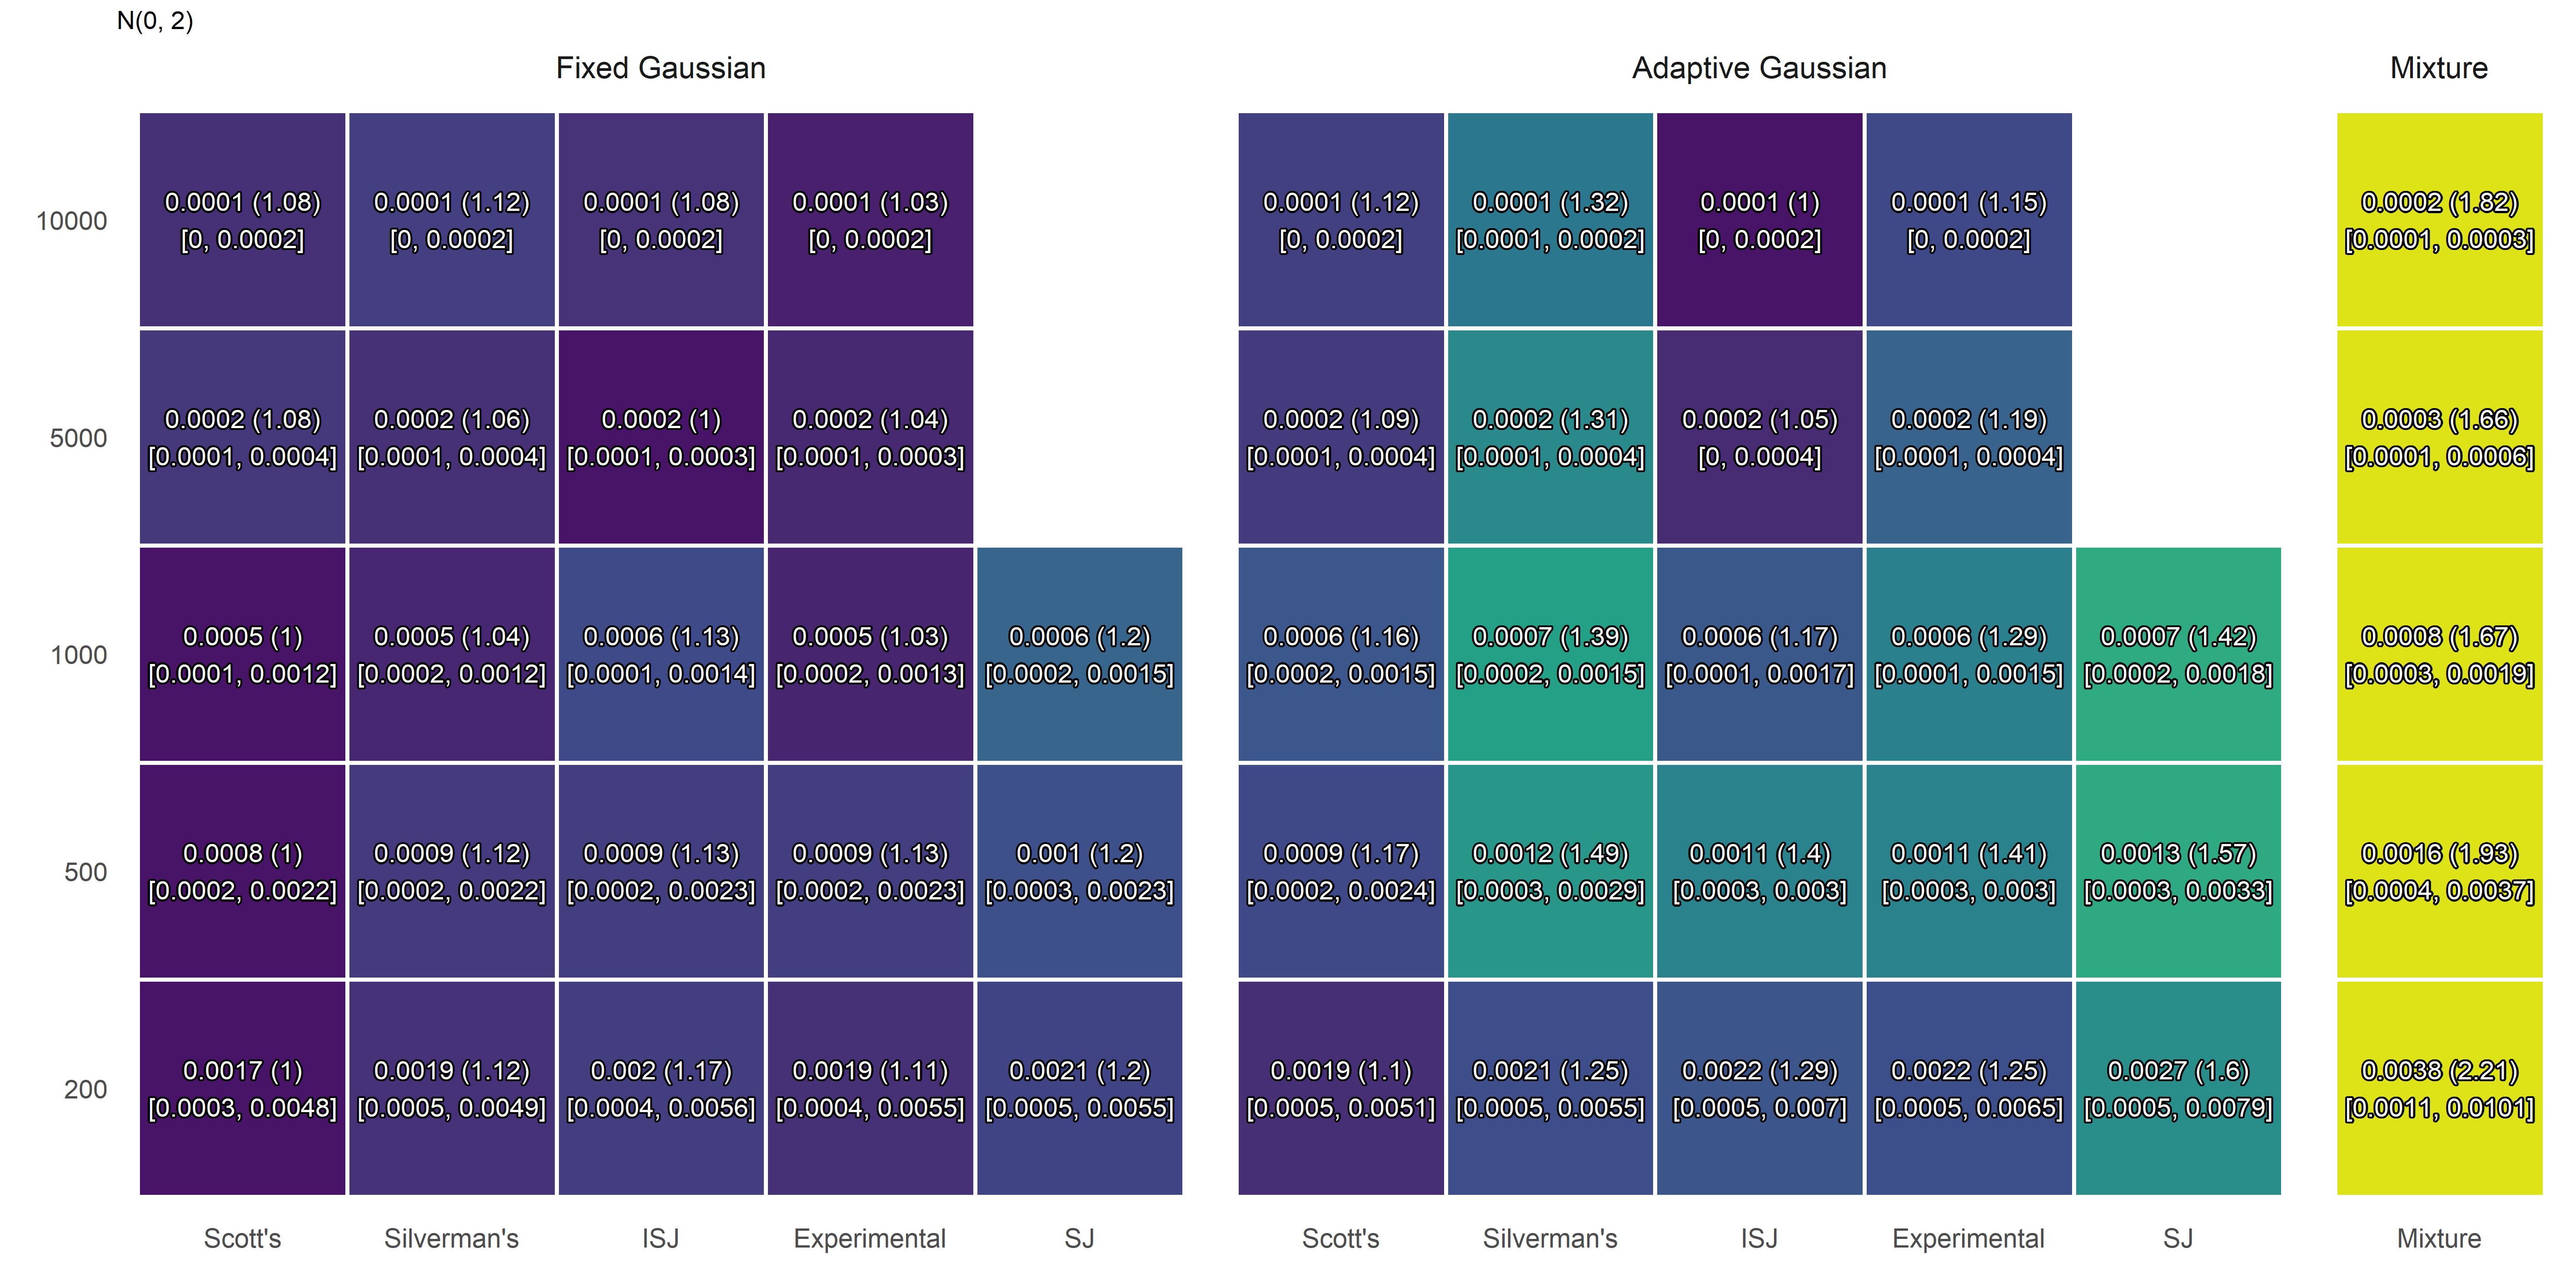 N(0, 2)
Fixed Gaussian Adaptive Gaussian Mixture
10000
0.0001 (1.08) 0.0001 (1.12) 0.0001 (1.08) 0.0001 (1.03) 0.0001 (1.12) 0.0001 (1.32) 0.0001 (1) 0.0001 (1.15) 0.0002 (1.82)
[0, 0.0002] [0, 0.0002] [0, 0.0002] [0, 0.0002] [0, 0.0002] [0.0001, 0.0002] [0, 0.0002] [0, 0.0002] [0.0001, 0.0003]
5000
0.0002 (1.08) 0.0002 (1.06) 0.0002 (1) 0.0002 (1.04) 0.0002 (1.09) 0.0002 (1.31) 0.0002 (1.05) 0.0002 (1.19) 0.0003 (1.66)
[0.0001, 0.0004] [0.0001, 0.0004] [0.0001, 0.0003] [0.0001, 0.0003] [0.0001, 0.0004] [0.0001, 0.0004] [0, 0.0004] [0.0001, 0.0004] [0.0001, 0.0006]
1000
0.0005 (1) 0.0005 (1.04) 0.0006 (1.13) 0.0005 (1.03) 0.0006 (1.2) 0.0006 (1.16) 0.0007 (1.39) 0.0006 (1.17) 0.0006 (1.29) 0.0007 (1.42) 0.0008 (1.67)
[0.0001, 0.0012] [0.0002, 0.0012] [0.0001, 0.0014] [0.0002, 0.0013] [0.0002, 0.0015] [0.0002, 0.0015] [0.0002, 0.0015] [0.0001, 0.0017] [0.0001, 0.0015] [0.0002, 0.0018] [0.0003, 0.0019]
500
0.0008 (1) 0.0009 (1.12) 0.0009 (1.13) 0.0009 (1.13) 0.001 (1.2) 0.0009 (1.17) 0.0012 (1.49) 0.0011 (1.4) 0.0011 (1.41) 0.0013 (1.57) 0.0016 (1.93)
[0.0002, 0.0022] [0.0002, 0.0022] [0.0002, 0.0023] [0.0002, 0.0023] [0.0003, 0.0023] [0.0002, 0.0024] [0.0003, 0.0029] [0.0003, 0.003] [0.0003, 0.003] [0.0003, 0.0033] [0.0004, 0.0037]
200
0.0017 (1) 0.0019 (1.12) 0.002 (1.17) 0.0019 (1.11) 0.0021 (1.2) 0.0019 (1.1) 0.0021 (1.25) 0.0022 (1.29) 0.0022 (1.25) 0.0027 (1.6) 0.0038 (2.21)
[0.0003, 0.0048] [0.0005, 0.0049] [0.0004, 0.0056] [0.0004, 0.0055] [0.0005, 0.0055] [0.0005, 0.0051] [0.0005, 0.0055] [0.0005, 0.007] [0.0005, 0.0065] [0.0005, 0.0079] [0.0011, 0.0101]
Scott's Silverman's ISJ Experimental SJ Scott's Silverman's ISJ Experimental SJ Mixture